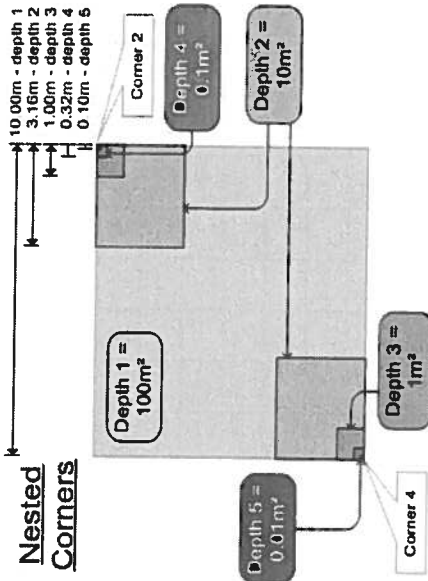 Nested
Corners
10.00m - depth 1
3.16m - depth 2
1.00m - depth 3
0.32m - depth 4
0.10m - depth 5
Corner 2
Depth 1 =
100m²
Depth 4 =
0.1m²
Depth 2 =
10m²
Depth 5 =
0.01m²
Depth 3 =
1m²
Corner 4